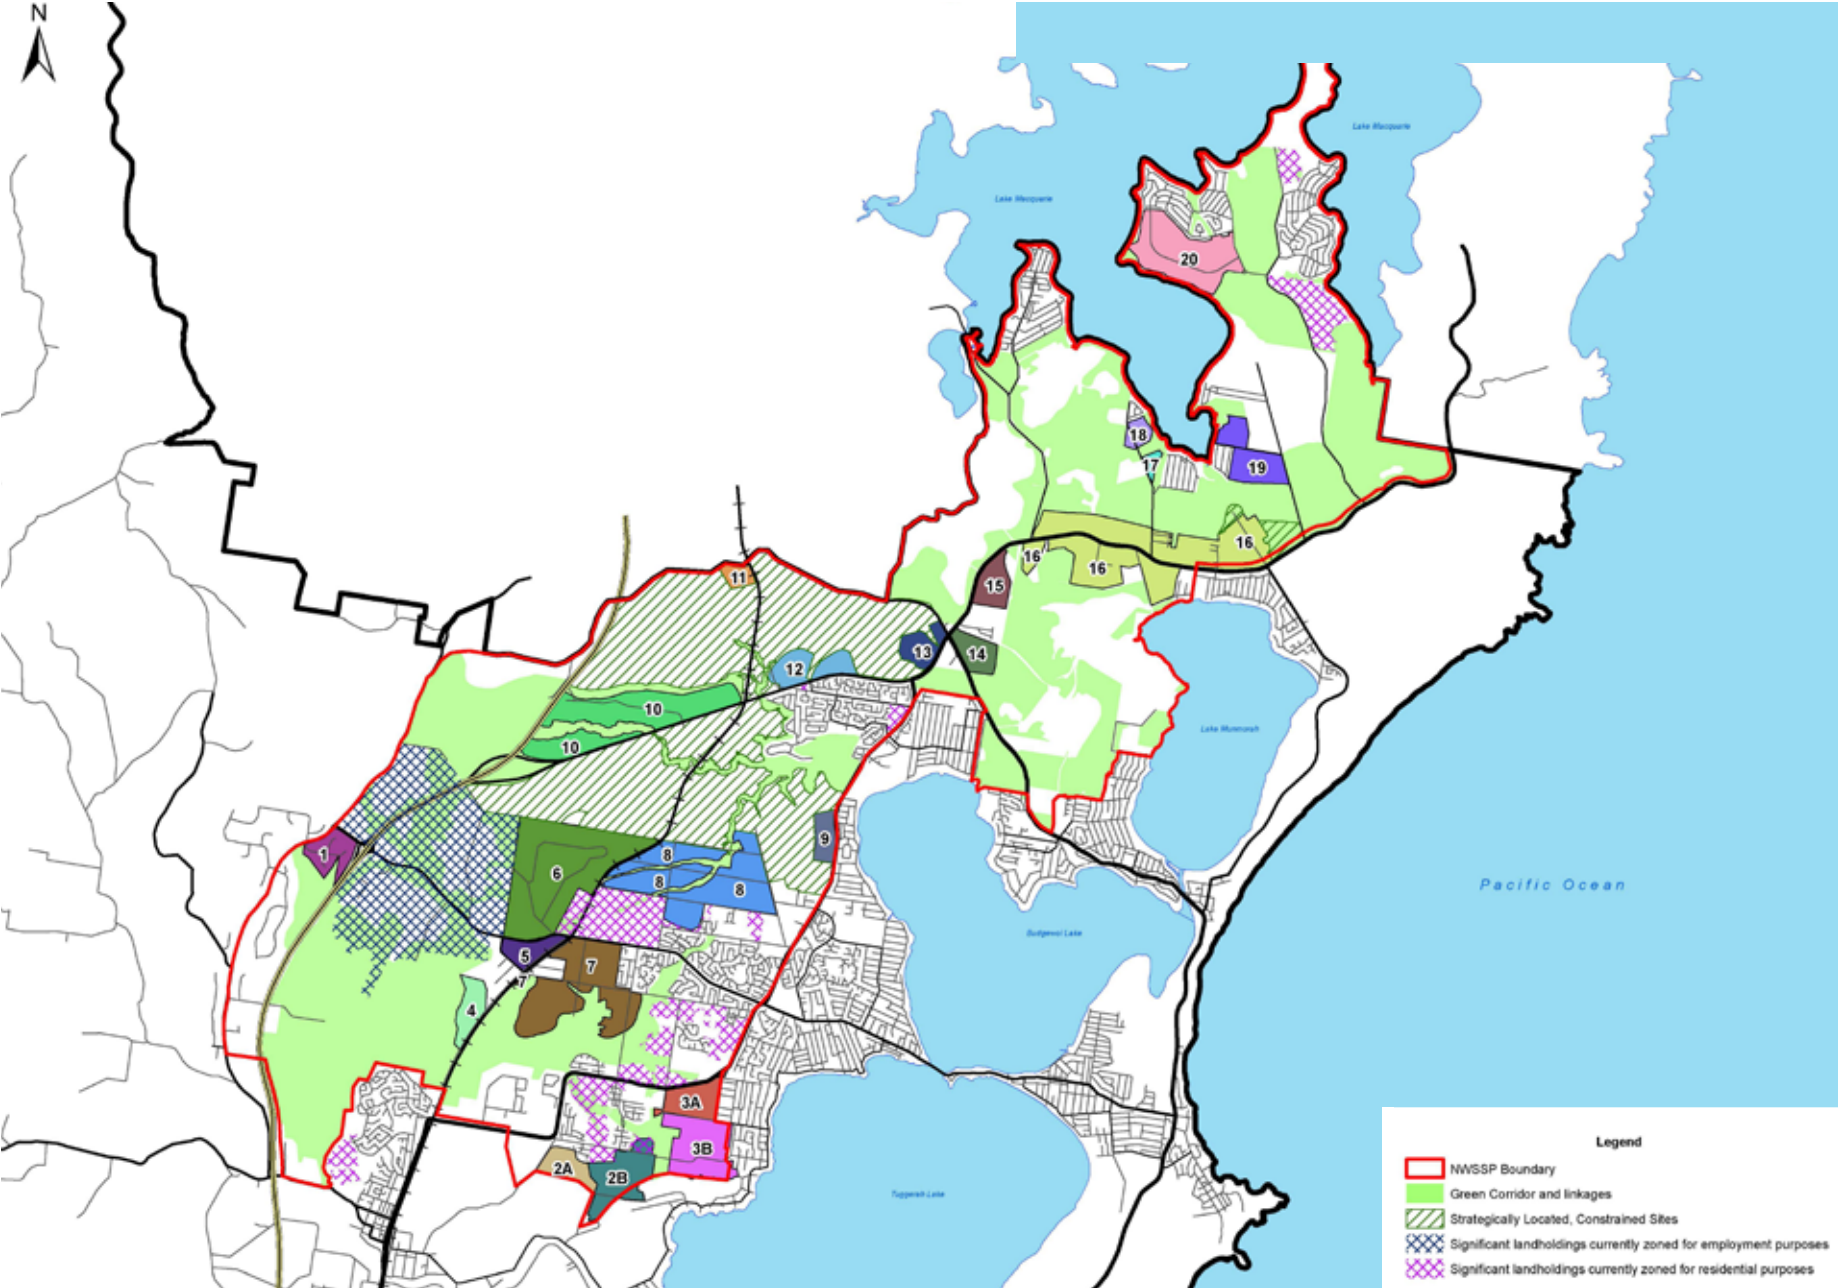 N
Lake Macquarie
Lake Macquarie
20
18
17
19
16
16
16
15
11
13
14
12
10
10
Lake Munmorah
9
1
8
8
8
6
Pacific Ocean
Budgewoi Lake
5
7
7
4
3A
3B
2A
2B
Tuggerah Lake
Legend
NWSSP Boundary
Green Corridor and linkages
Strategically Located, Constrained Sites
Significant landholdings currently zoned for employment purposes
Significant landholdings currently zoned for residential purposes